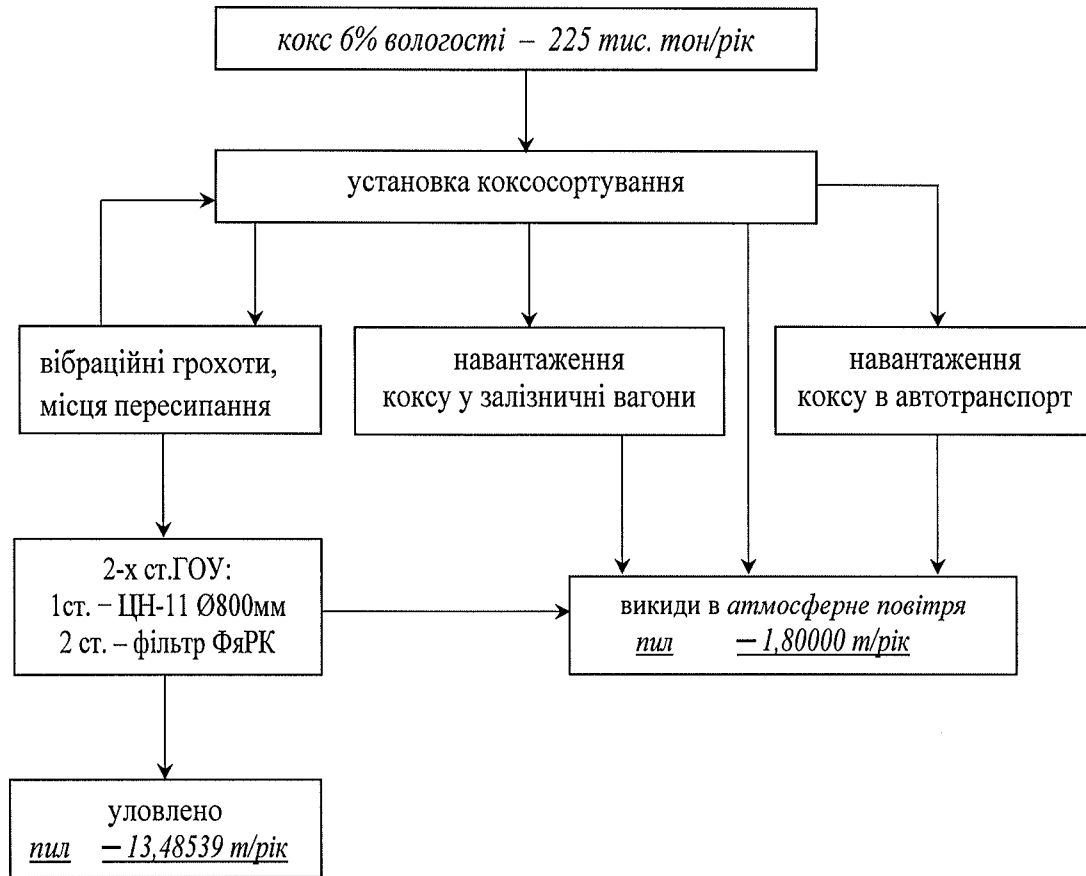 кокс 6% вологості – 225 тис. тон/рік
установка коксосортування
вібраційні грохоти,
місця пересипання
навантаження
коксу у залізничні вагони
навантаження
коксу в автотранспорт
2-х ст.ГОУ:
1ст. – ЦН-11 Ø800мм
2 ст. – фільтр ФяРК
викиди в атмосферне повітря
пил – 1,80000 т/рік
уловлено
пил – 13,48539 т/рік